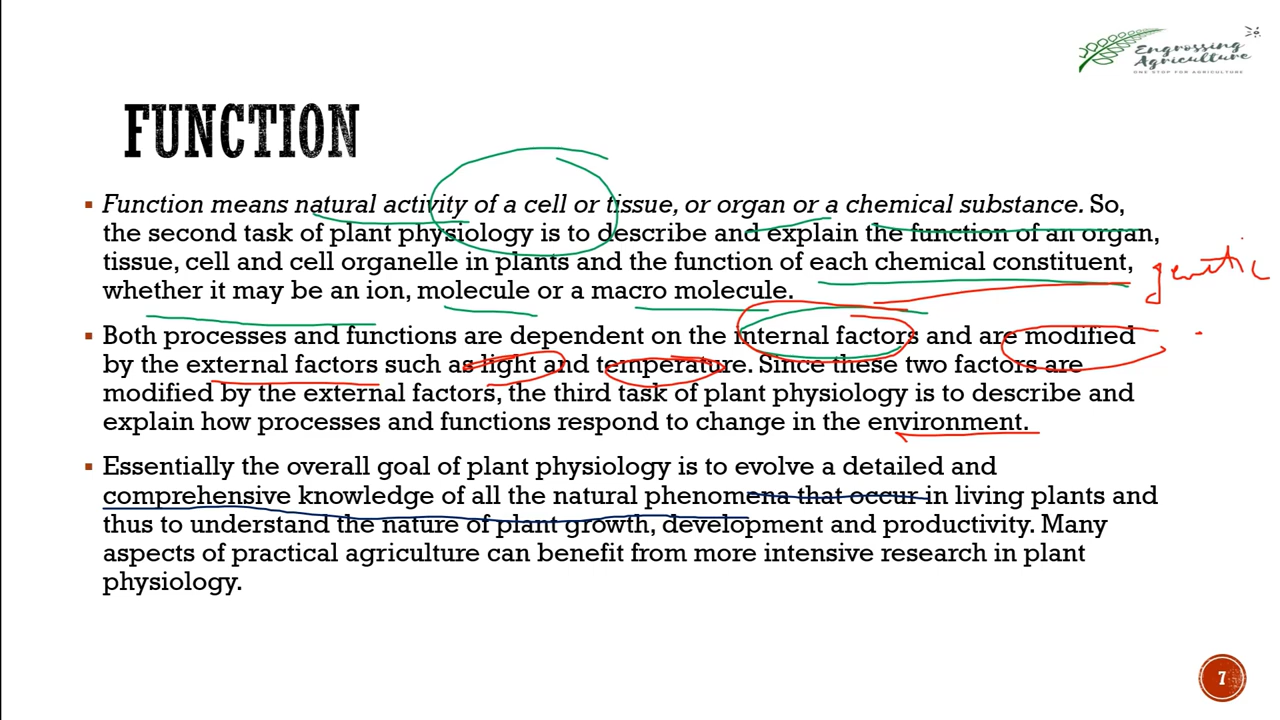 Engrossing
Agriculture
ONE STOP FOR AGRICULTURE
FUNCTION
Function means natural activity of a cell or tissue, or organ or a chemical substance. So,
the second task of plant physiology is to describe and explain the function of an organ,
tissue, cell and cell organelle in plants and the function of each chemical constituent,
whether it may be an ion, molecule or a macro molecule.
genetic
Both processes and functions are dependent on the internal factors and are modified
by the external factors such as light and temperature. Since these two factors are
modified by the external factors, the third task of plant physiology is to describe and
explain how processes and functions respond to change in the environment.
Essentially the overall goal of plant physiology is to evolve a detailed and
comprehensive knowledge of all the natural phenomena that occur in living plants and
thus to understand the nature of plant growth, development and productivity. Many
aspects of practical agriculture can benefit from more intensive research in plant
physiology.
7